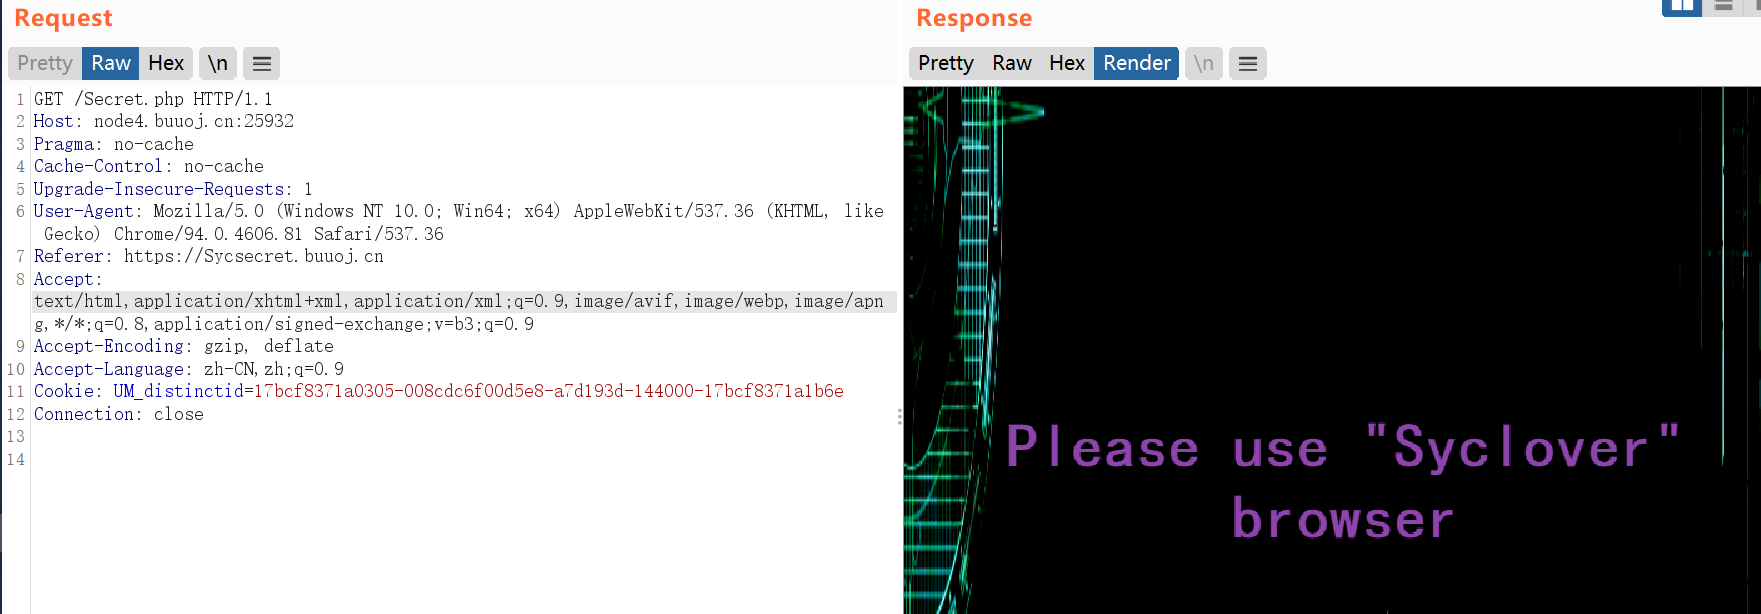 Request
Pretty Raw Hex \n
1 GET /Secret.php HTTP/1.1
2 Host: node4.buuoj.cn:25932
3 Pragma: no-cache
4 Cache-Control: no-cache
5 Upgrade-Insecure-Requests: 1
6 User-Agent: Mozilla/5.0 (Windows NT 10.0; Win64; x64) AppleWebKit/537.36 (KHTML, like
Gecko) Chrome/94.0.4606.81 Safari/537.36
7 Referer: https://Sycsecret.buuoj.cn
8 Accept:
text/html,application/xhtml+xml,application/xml;q=0.9,image/avif,image/webp,image/apn
g,*/*;q=0.8,application/signed-exchange;v=b3;q=0.9
9 Accept-Encoding: gzip, deflate
10 Accept-Language: zh-CN,zh;q=0.9
11 Cookie: UM_distinctid=17bcf8371a0305-008cdc6f00d5e8-a7d193d-144000-17bcf8371a1b6e
12 Connection: close
13
14
Response
Pretty Raw Hex Render \n
Please use "Syclover"
browser